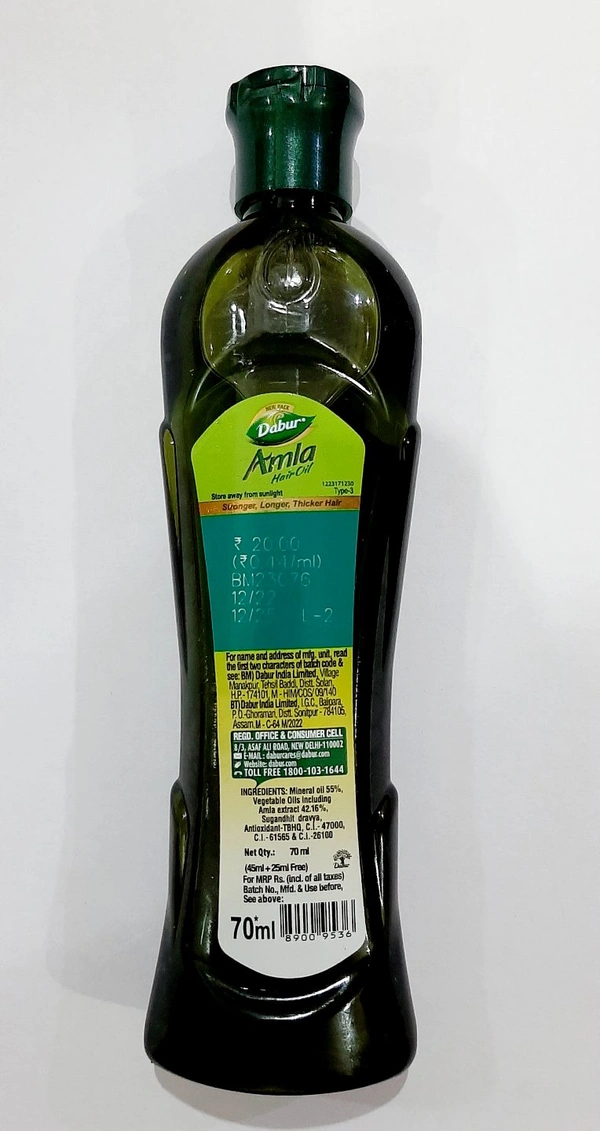 NEW PACK
Dabur
Amla
Hair Oil
1223171250
Store away from sunlight Type-3
Stronger, Longer, Thicker Hair
₹ 20.00
12/22
L-2
For name and address of mfg. unit, read
the first two characters of batch code &
see: BM) Dabur India Limited, Village
Manakpur, Tehsil Baddi, Distt. Solan,
H.P.- 174101, M - HIM/COS/ 09/140
BT) Dabur India Limited, I.G.C., Balipara,
P.O.-Ghoramari, Distt. Sonitpur - 784105,
Assam. M - C-64 M/2022
REGD. OFFICE & CONSUMER CELL
8/3, ASAF ALI ROAD, NEW DELHI-110002
E-MAIL: daburcares@dabur.com
Website: dabur.com
TOLL FREE 1800-103-1644
INGREDIENTS: Mineral oil 55%,
Vegetable Oils including
Amla extract 42.16%,
Sugandhit dravya,
Antioxidant-TBHQ, C.I.- 47000,
C.I.- 61565 & C.I.-26100
Net Qty.: 70 ml
(45ml + 25ml Free)
Dabur
For MRP Rs. (incl. of all taxes)
Batch No., Mfd. & Use before,
See above:
70*ml
8900 9536